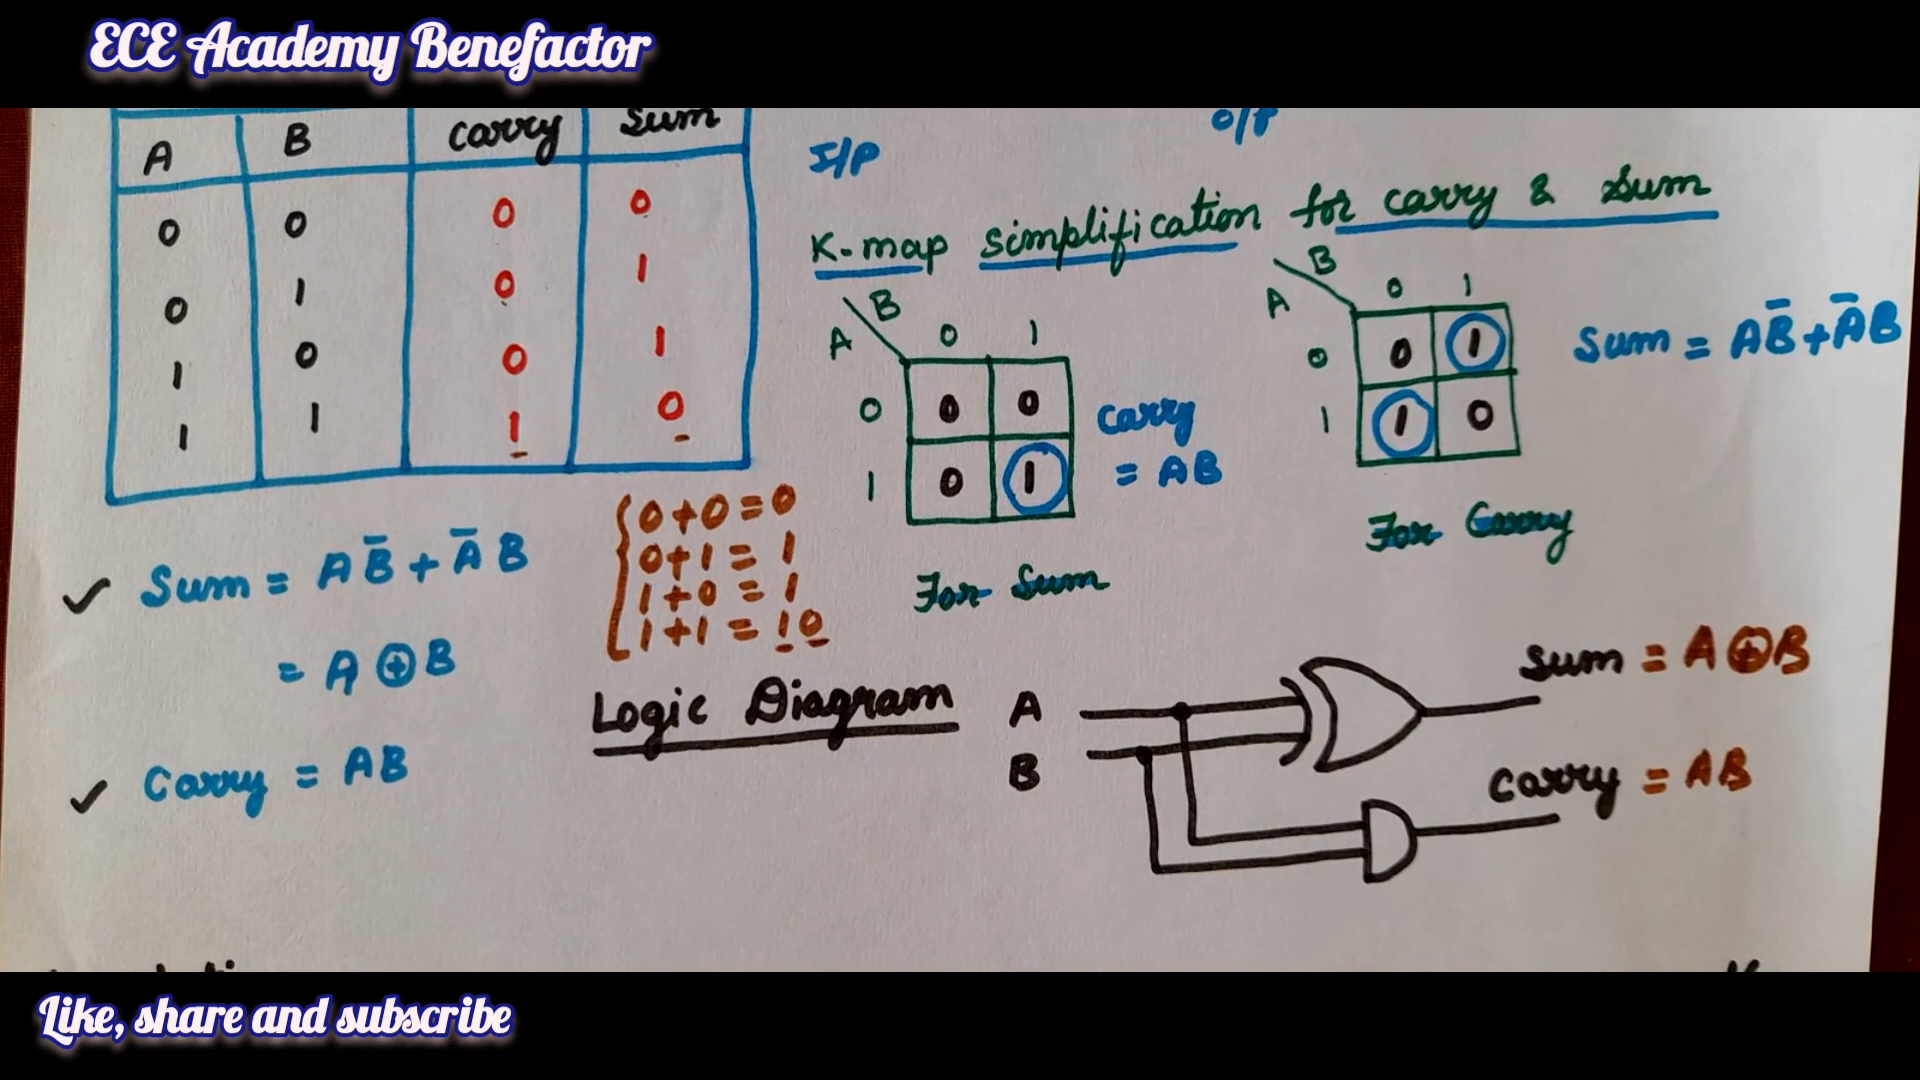 ECE Academy Benefactor
A B Carry Sum
0 0 0 0
0 1 0 1
1 0 0 1
1 1 1 0
I/P
O/P
K-map simplification for carry & Sum
B
A
0 1
0 0 0
1 0 1
Carry
= AB
For Sum
B
A
0 1
0 0 1
1 1 0
Sum = AB̅ + A̅B
For Carry
Sum = AB̅ + A̅B
= A ⊕ B
Carry = AB
0+0=0
0+1=1
1+0=1
1+1=10
Logic Diagram
A
B
Sum = A⊕B
Carry = AB
Like, share and subscribe